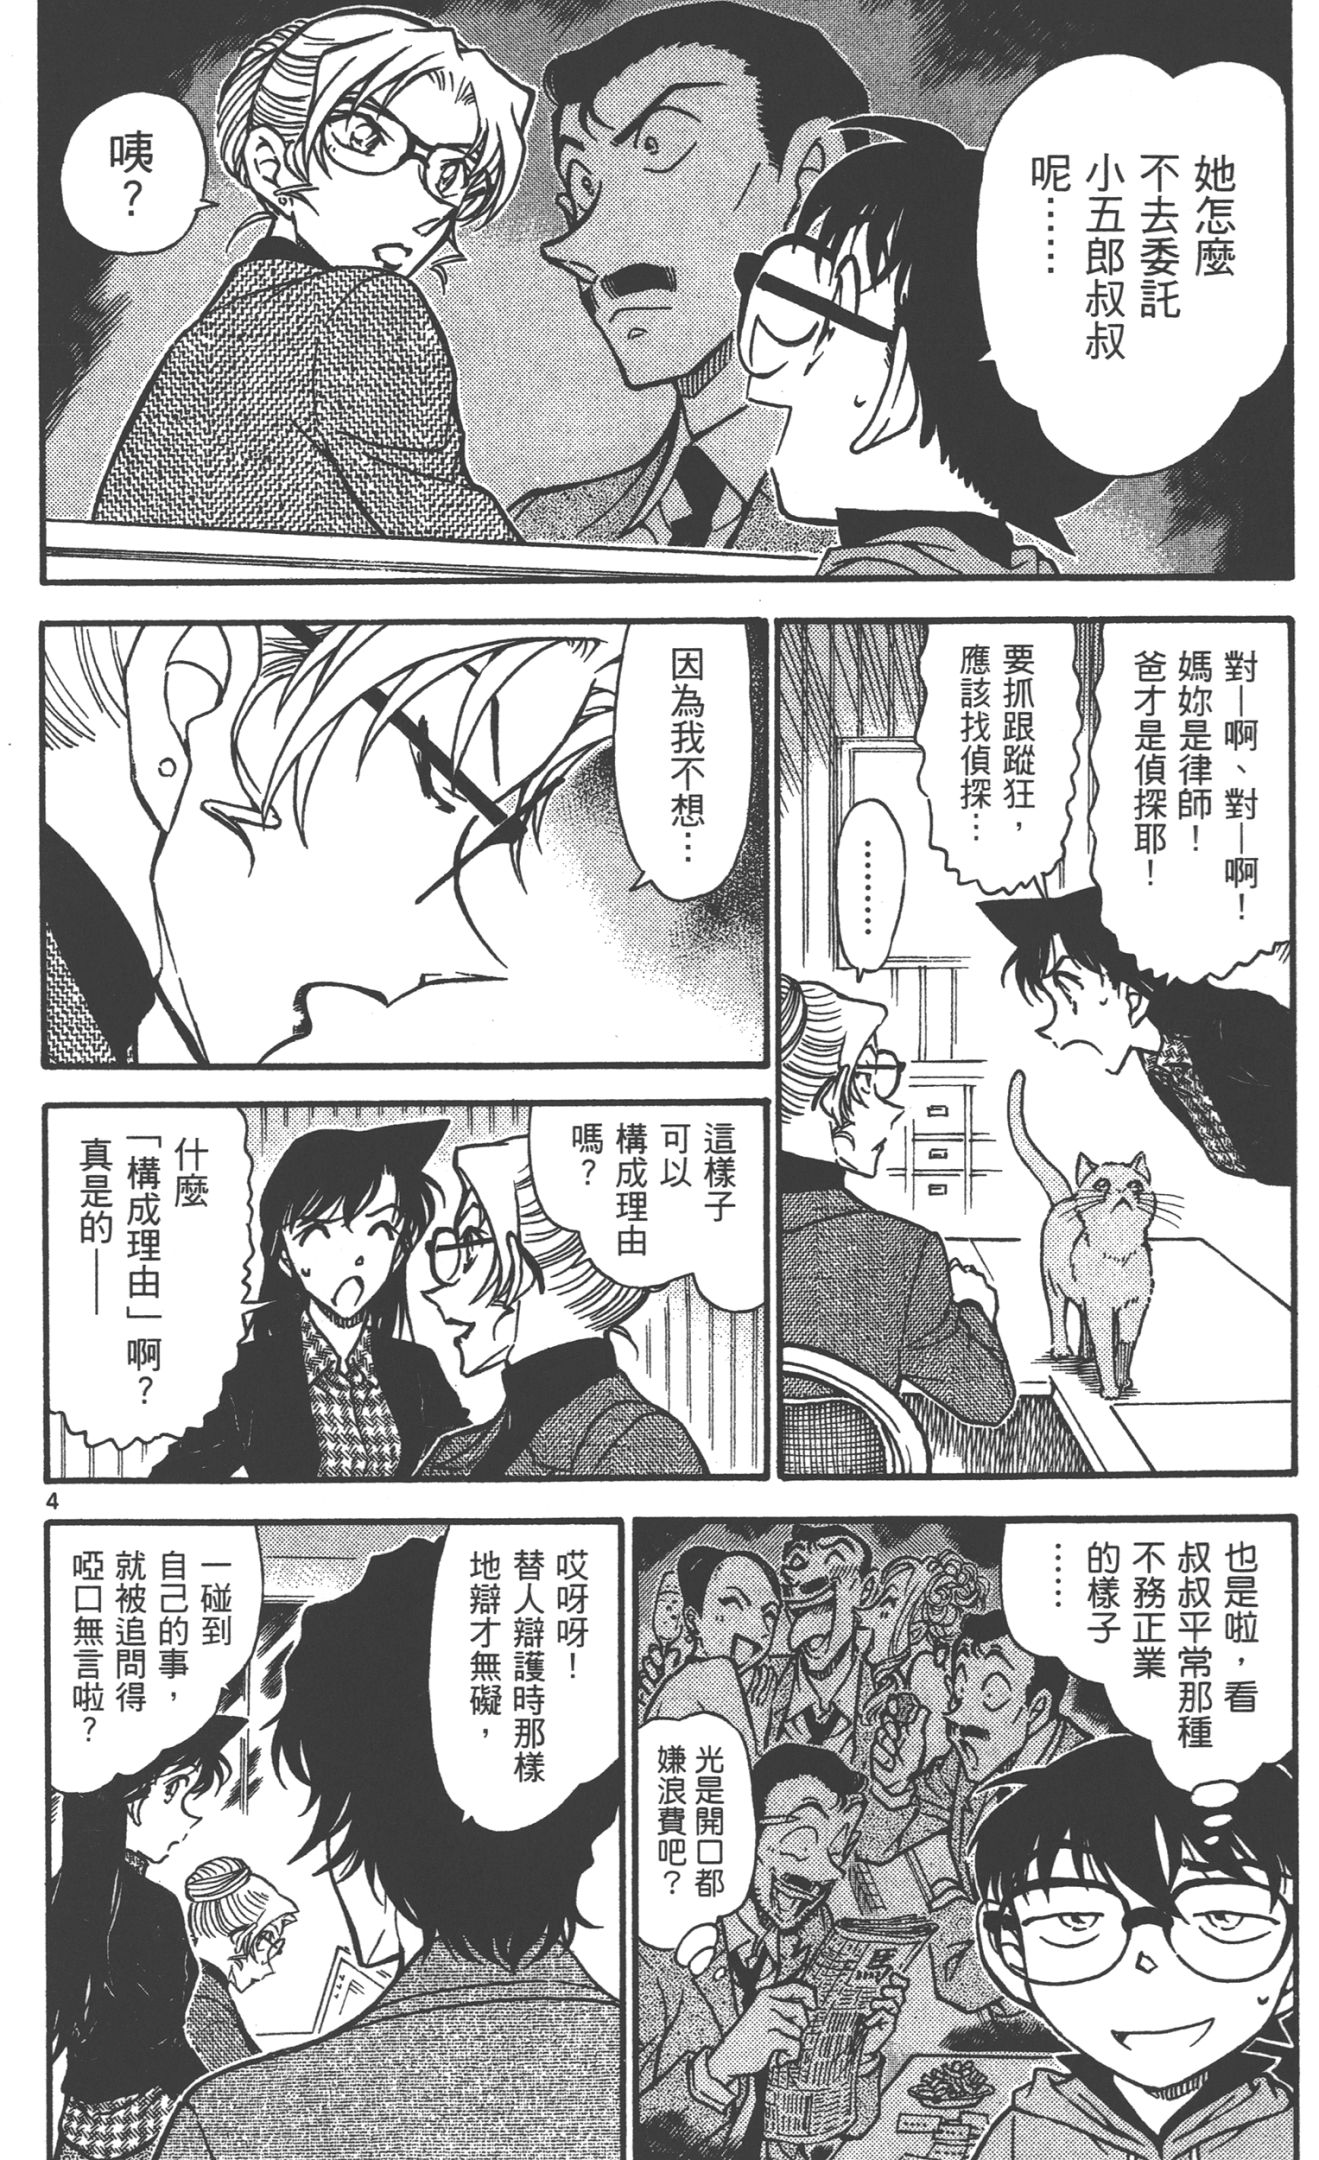 她怎麼
不去委託
小五郎叔叔
呢……
咦？
對—啊、對—啊！
媽妳是律師！
爸才是偵探耶！
要抓跟蹤狂，
應該找偵探…
………
因為我不想…
這樣子
可以
構成理由
嗎？
什麼
「構成理由」啊？
真是的——
4
也是啦，看
叔叔平常那種
不務正業
的樣子
……
光是開口都
嫌浪費吧？
馬
哎呀呀！
替人辯護時那樣
地辯才無礙，
一碰到
自己的事，
就被追問得
啞口無言啦？